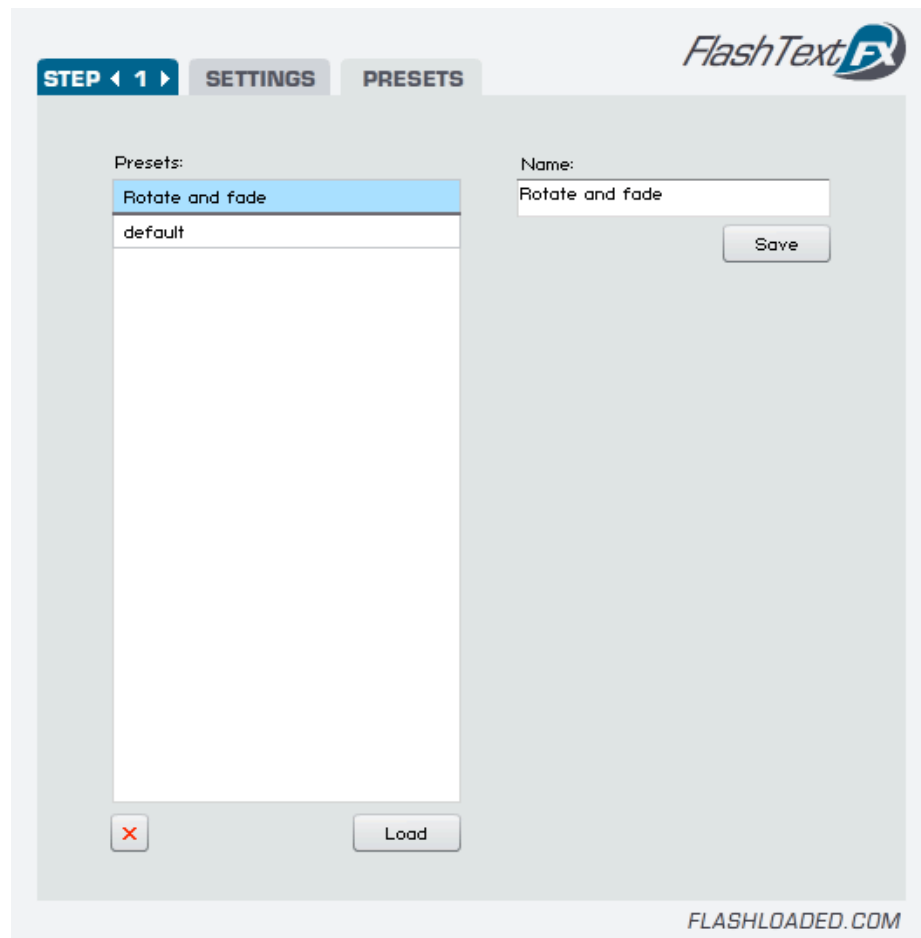 FlashText FX
STEP 1
SETTINGS
PRESETS
Presets:
Rotate and fade
default
Load
Name:
Rotate and fade
Save
FLASHLOADED.COM